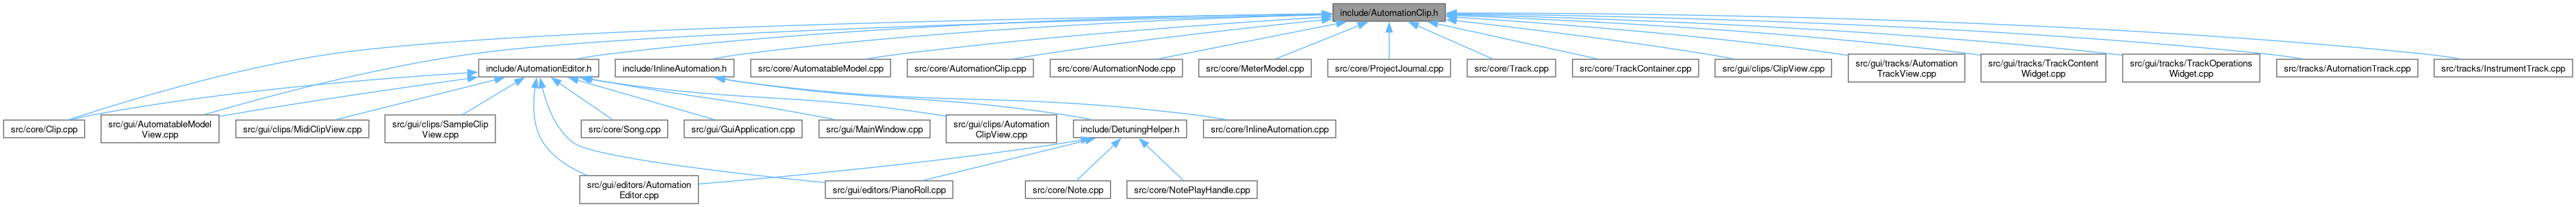 include/AutomationClip.h
include/AutomationEditor.h
include/InlineAutomation.h
src/core/AutomatableModel.cpp
src/core/AutomationClip.cpp
src/core/AutomationNode.cpp
src/core/MeterModel.cpp
src/core/ProjectJournal.cpp
src/core/Track.cpp
src/core/TrackContainer.cpp
src/gui/clips/ClipView.cpp
src/gui/tracks/Automation
TrackView.cpp
src/gui/tracks/TrackContent
Widget.cpp
src/gui/tracks/TrackOperations
Widget.cpp
src/tracks/AutomationTrack.cpp
src/tracks/InstrumentTrack.cpp
src/core/Clip.cpp
src/gui/AutomatableModel
View.cpp
src/gui/clips/MidiClipView.cpp
src/gui/clips/SampleClip
View.cpp
src/core/Song.cpp
src/gui/GuiApplication.cpp
src/gui/MainWindow.cpp
src/gui/clips/Automation
ClipView.cpp
include/DetuningHelper.h
src/core/InlineAutomation.cpp
src/gui/editors/Automation
Editor.cpp
src/gui/editors/PianoRoll.cpp
src/core/Note.cpp
src/core/NotePlayHandle.cpp